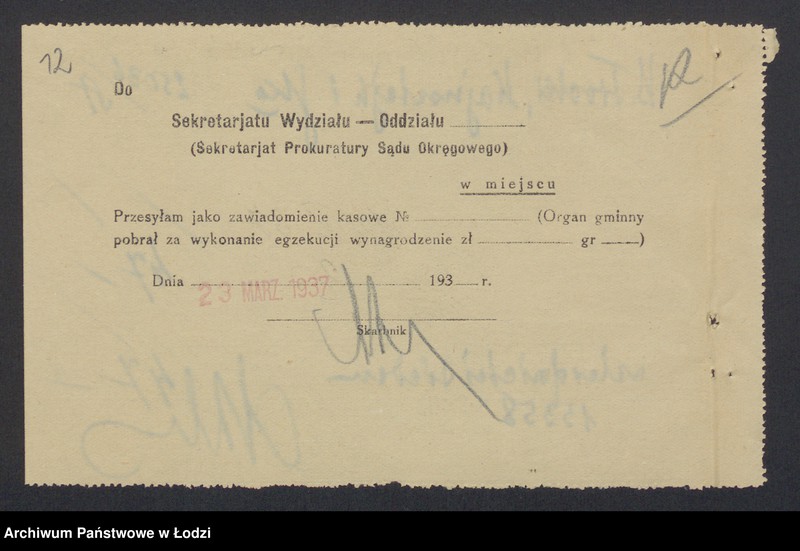 12
Do
Sekretarjatu Wydziału — Oddziału
(Sekretarjat Prokuratury Sądu Okręgowego)
w miejscu
Przesyłam jako zawiadomienie kasowe № (Organ gminny
pobrał za wykonanie egzekucji wynagrodzenie zł gr )
Dnia 23 MARZ 1937 193 r.
Skarbnik
Archiwum Państwowe w Łodzi